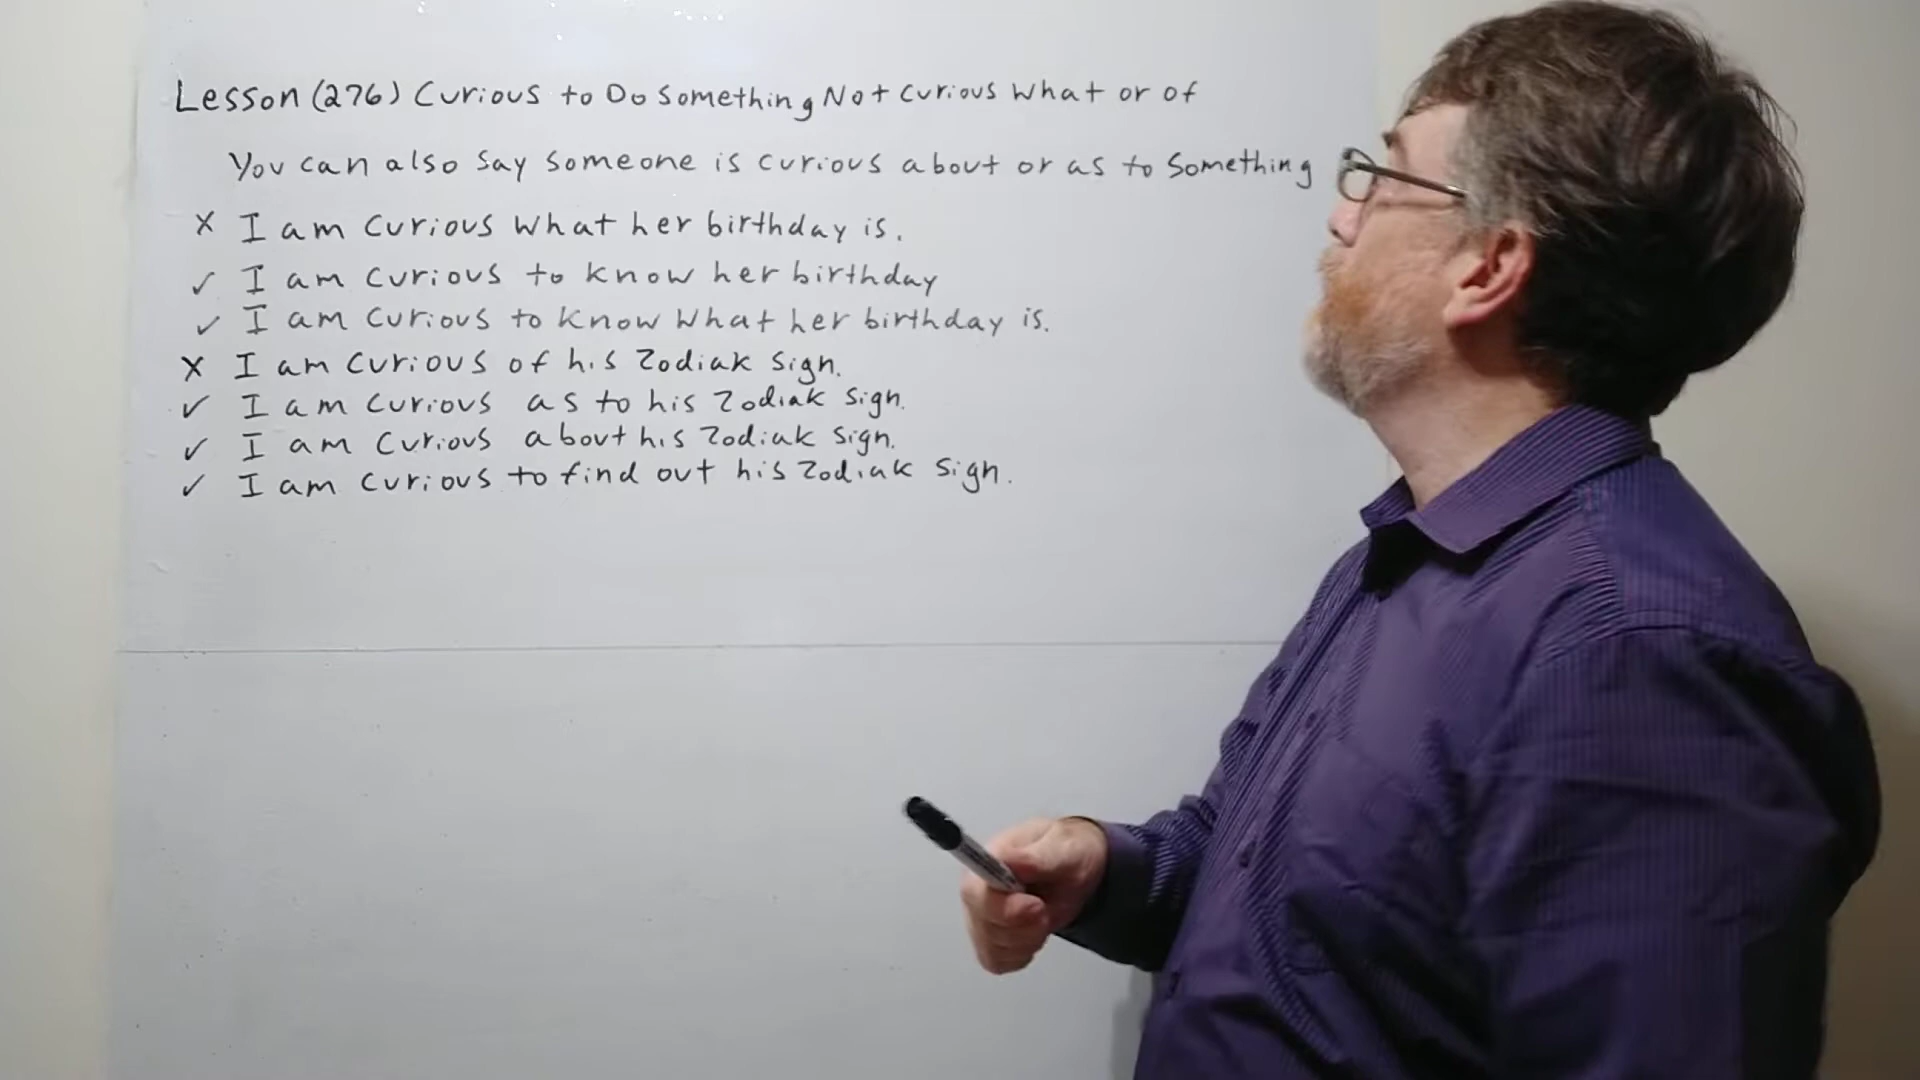 Lesson (276) Curious to Do Something Not Curious What or of
You can also say someone is curious about or as to something
X I am curious what her birthday is.
✓ I am curious to know her birthday
✓ I am curious to know what her birthday is.
X I am curious of his Zodiak sign.
✓ I am curious as to his Zodiak sign.
✓ I am curious about his Zodiak sign.
✓ I am curious to find out his Zodiak sign.